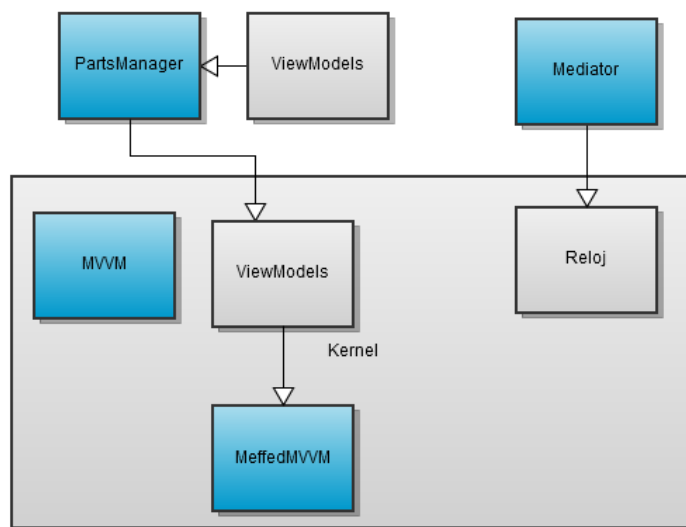 PartsManager
ViewModels
Mediator
MVVM
ViewModels
Reloj
Kernel
MeffedMVVM